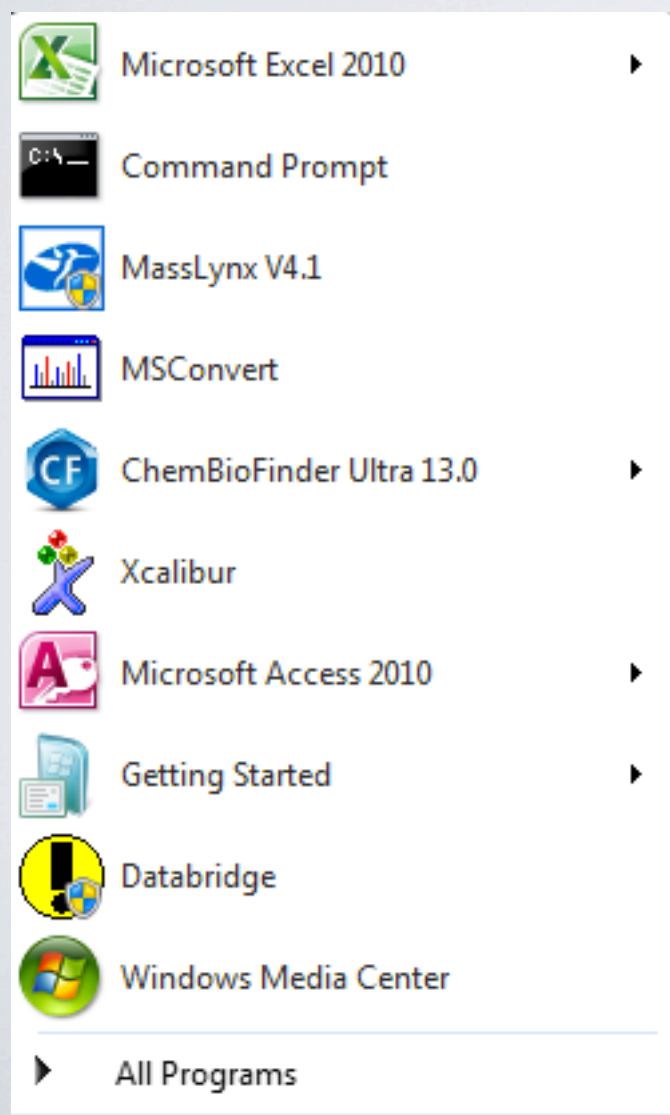 Microsoft Excel 2010
C:\
Command Prompt
MassLynx V4.1
MSConvert
CF
ChemBioFinder Ultra 13.0
Xcalibur
A
Microsoft Access 2010
Getting Started
Databridge
Windows Media Center
All Programs